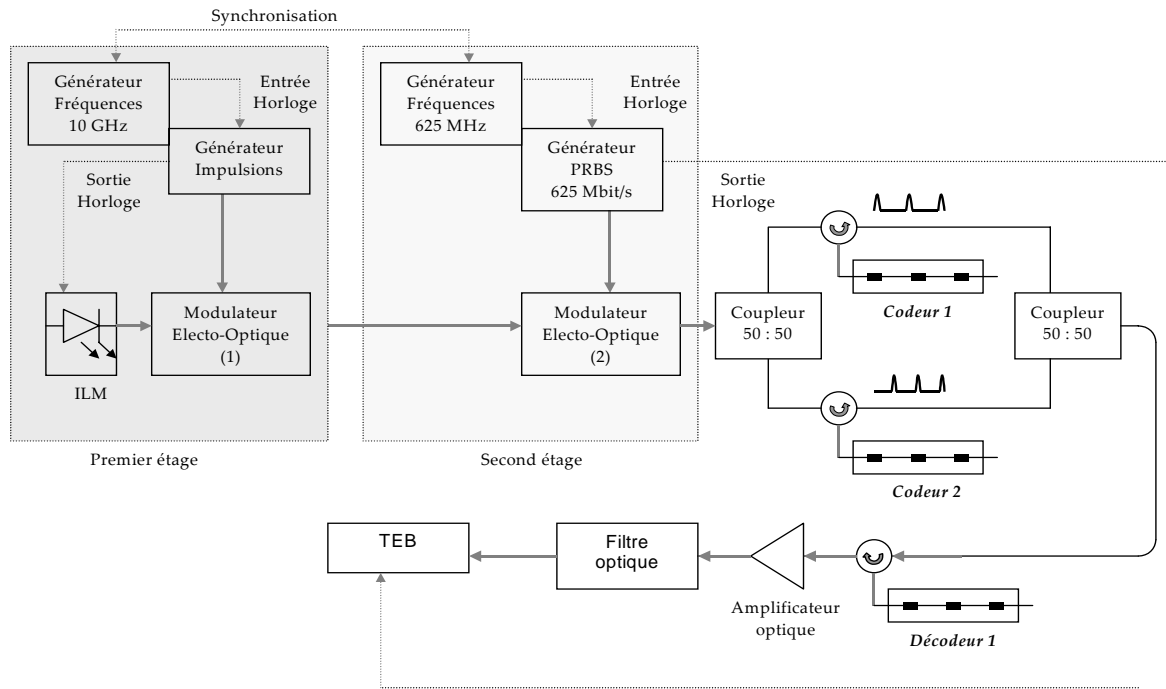 Synchronisation
Générateur
Fréquences
10 GHz
Entrée
Horloge
Générateur
Impulsions
Sortie
Horloge
ILM
Modulateur
Electo-Optique
(1)
Premier étage
Générateur
Fréquences
625 MHz
Entrée
Horloge
Générateur
PRBS
625 Mbit/s
Sortie
Horloge
Modulateur
Electo-Optique
(2)
Second étage
Coupleur
50 : 50
Codeur 1
Coupleur
50 : 50
Codeur 2
TEB
Filtre
optique
Amplificateur
optique
Décodeur 1